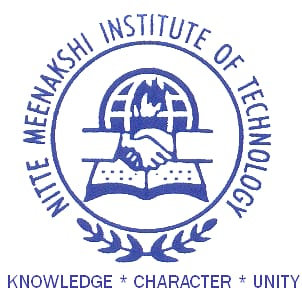 NITTE MEENAKSHI INSTITUTE OF TECHNOLOGY
KNOWLEDGE * CHARACTER * UNITY